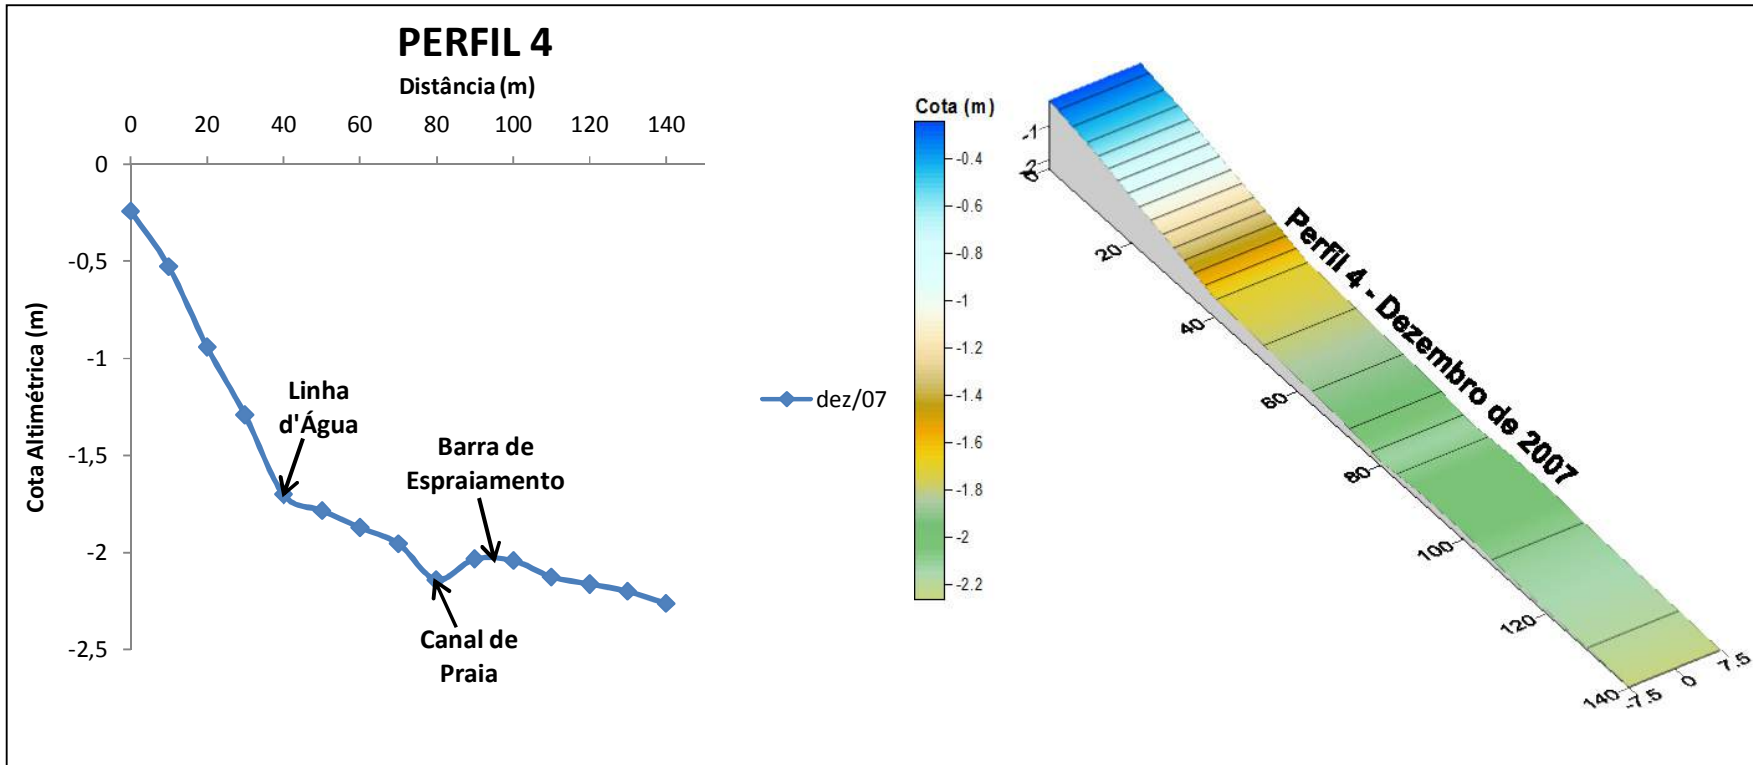 PERFIL 4
Distância (m)
0 20 40 60 80 100 120 140
0
-0,5
-1
-1,5
-2
-2,5
Cota Altimétrica (m)
Linha
d'Água
Barra de
Espraiamento
Canal de
Praia
dez/07
Cota (m)
-0.4
-0.6
-0.8
-1
-1.2
-1.4
-1.6
-1.8
-2
-2.2
-1
-2
0
20
40
60
80
100
120
140
-7.5
0
7.5
Perfil 4 - Dezembro de 2007